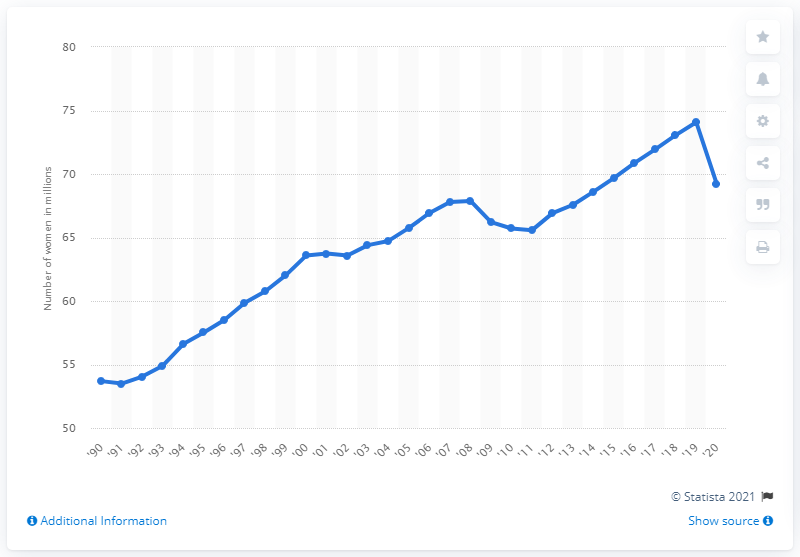 80
75
70
65
60
55
50
Number of women in millions
'90 '91 '92 '93 '94 '95 '96 '97 '98 '99 '00 '01 '02 '03 '04 '05 '06 '07 '08 '09 '10 '11 '12 '13 '14 '15 '16 '17 '18 '19 '20
© Statista 2021
Additional Information
Show source